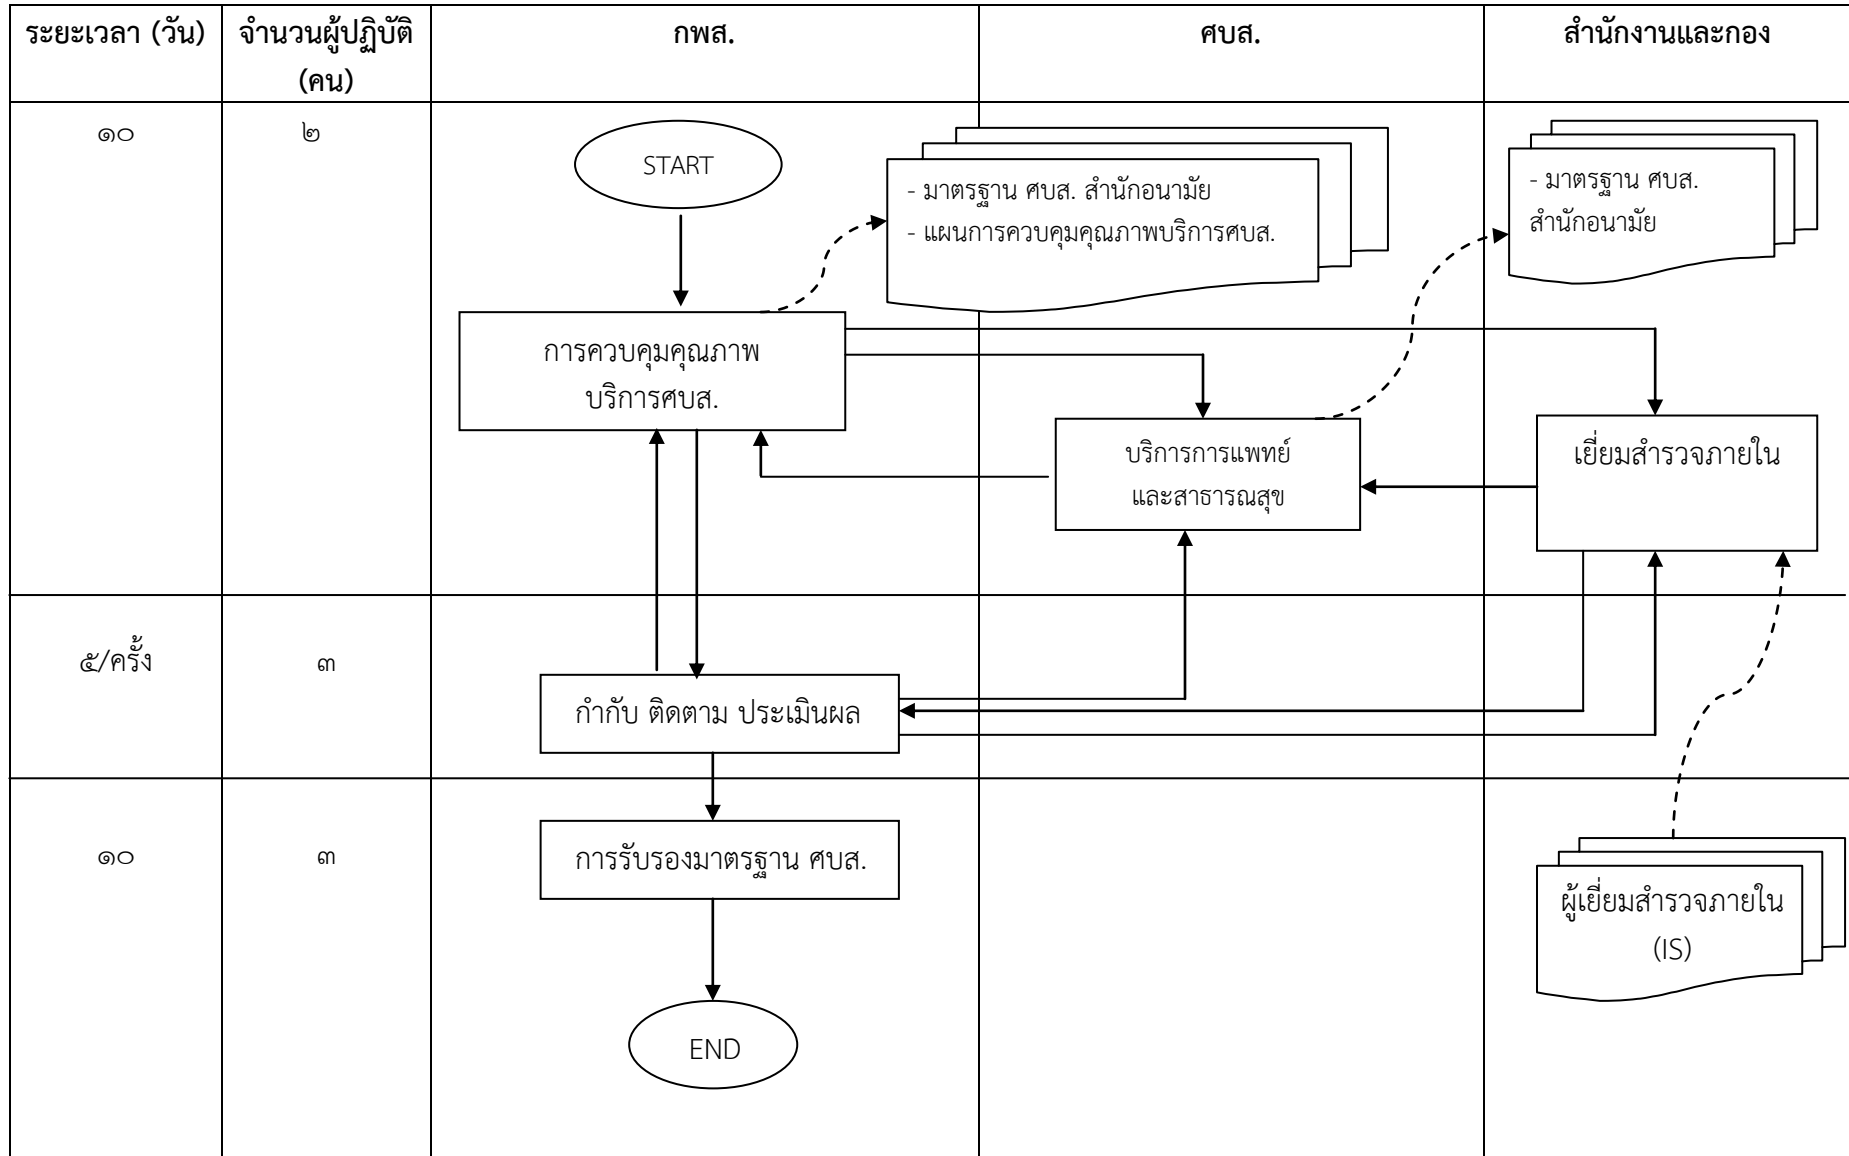 ระยะเวลา (วัน)
จำนวนผู้ปฏิบัติ
(คน)
กพส.
ศบส.
สำนักงานและกอง
๑๐
๒
START
- มาตรฐาน ศบส. สำนักอนามัย
- แผนการควบคุมคุณภาพบริการศบส.
- มาตรฐาน ศบส.
สำนักอนามัย
การควบคุมคุณภาพ
บริการศบส.
บริการการแพทย์
และสาธารณสุข
เยี่ยมสำรวจภายใน
๕/ครั้ง
๓
กำกับ ติดตาม ประเมินผล
๑๐
๓
การรับรองมาตรฐาน ศบส.
ผู้เยี่ยมสำรวจภายใน
(IS)
END